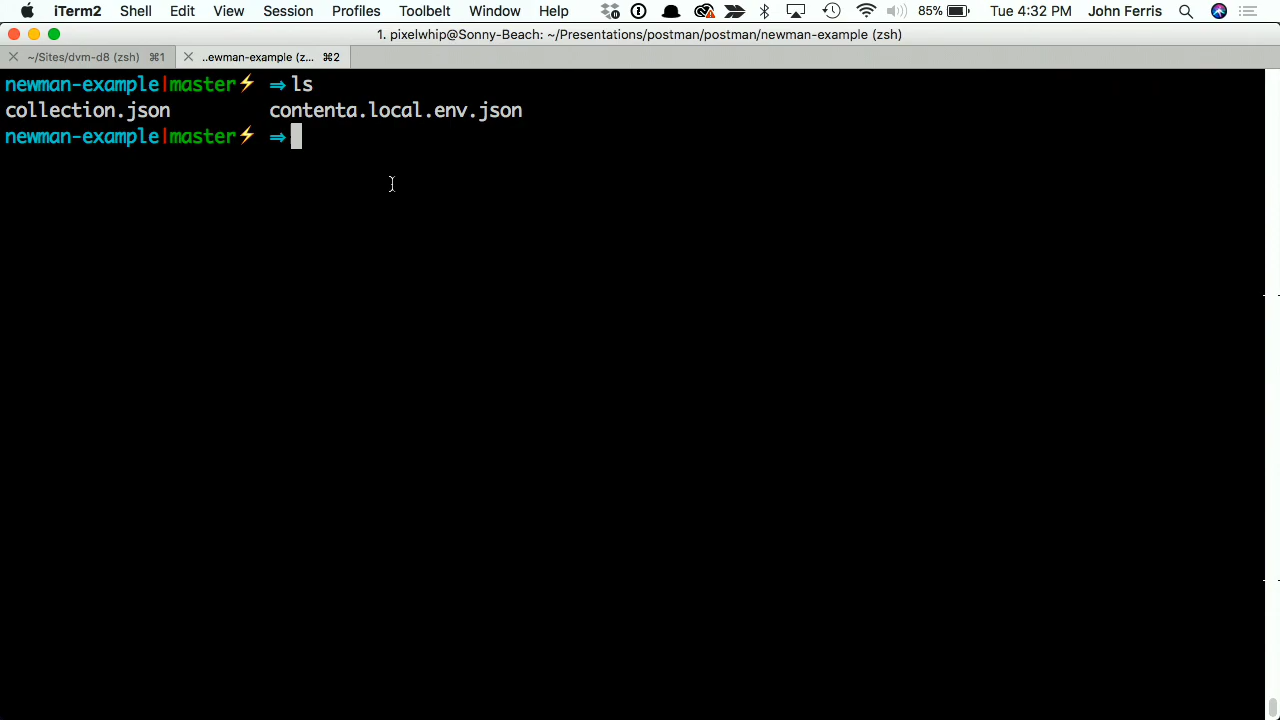 iTerm2 Shell Edit View Session Profiles Toolbelt Window Help 85% Tue 4:32 PM John Ferris
1. pixelwhip@Sonny-Beach: ~/Presentations/postman/postman/newman-example (zsh)
~/Sites/dvm-d8 (zsh) ⌘1 ..ewman-example (z... ⌘2
newman-example|master⚡ ⇒ ls
collection.json contenta.local.env.json
newman-example|master⚡ ⇒